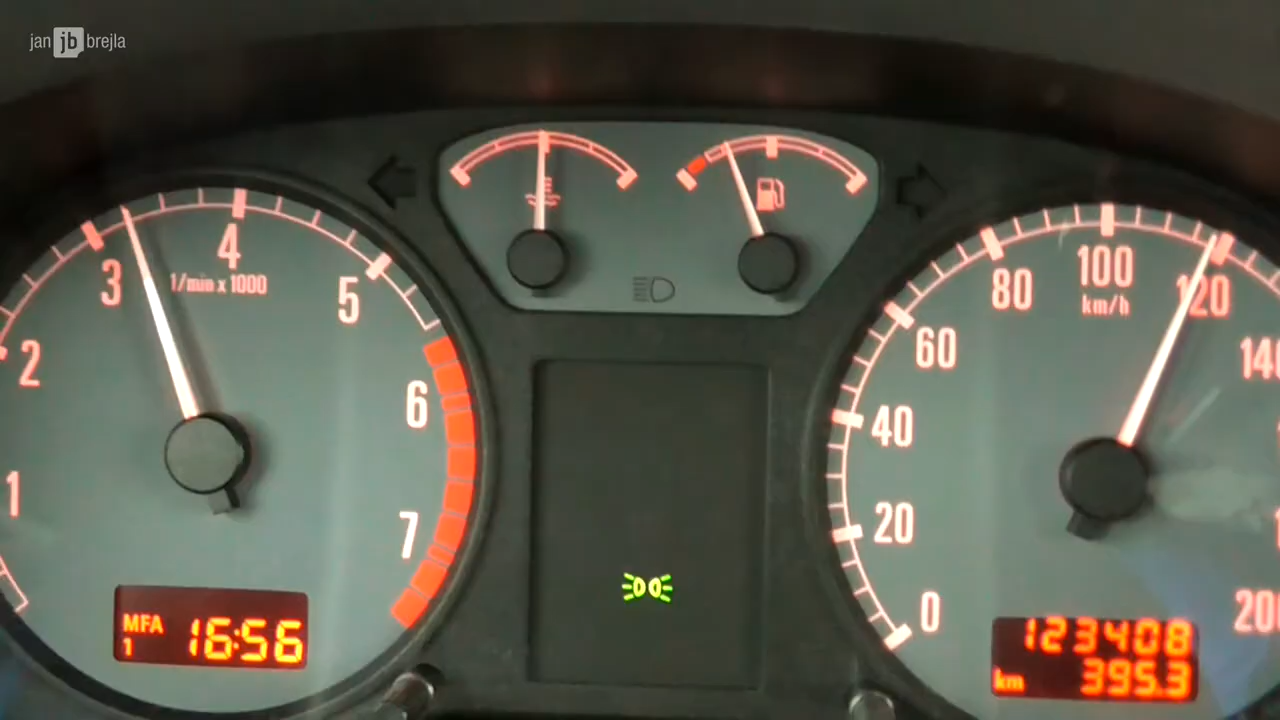 jan jb brejla
1 2 3 4 5 6 7
1/min x 1000
MFA
1 16:56
0 20 40 60 80 100 120
km/h
200
123408
km 395.3